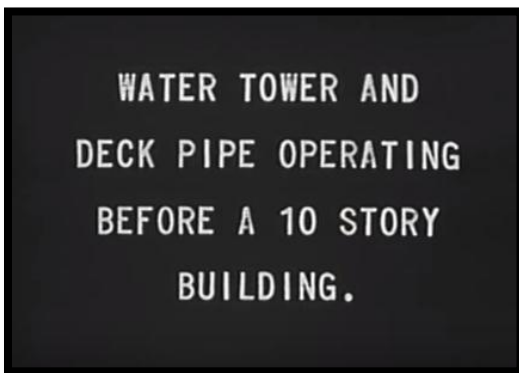 WATER TOWER AND
DECK PIPE OPERATING
BEFORE A 10 STORY
BUILDING.